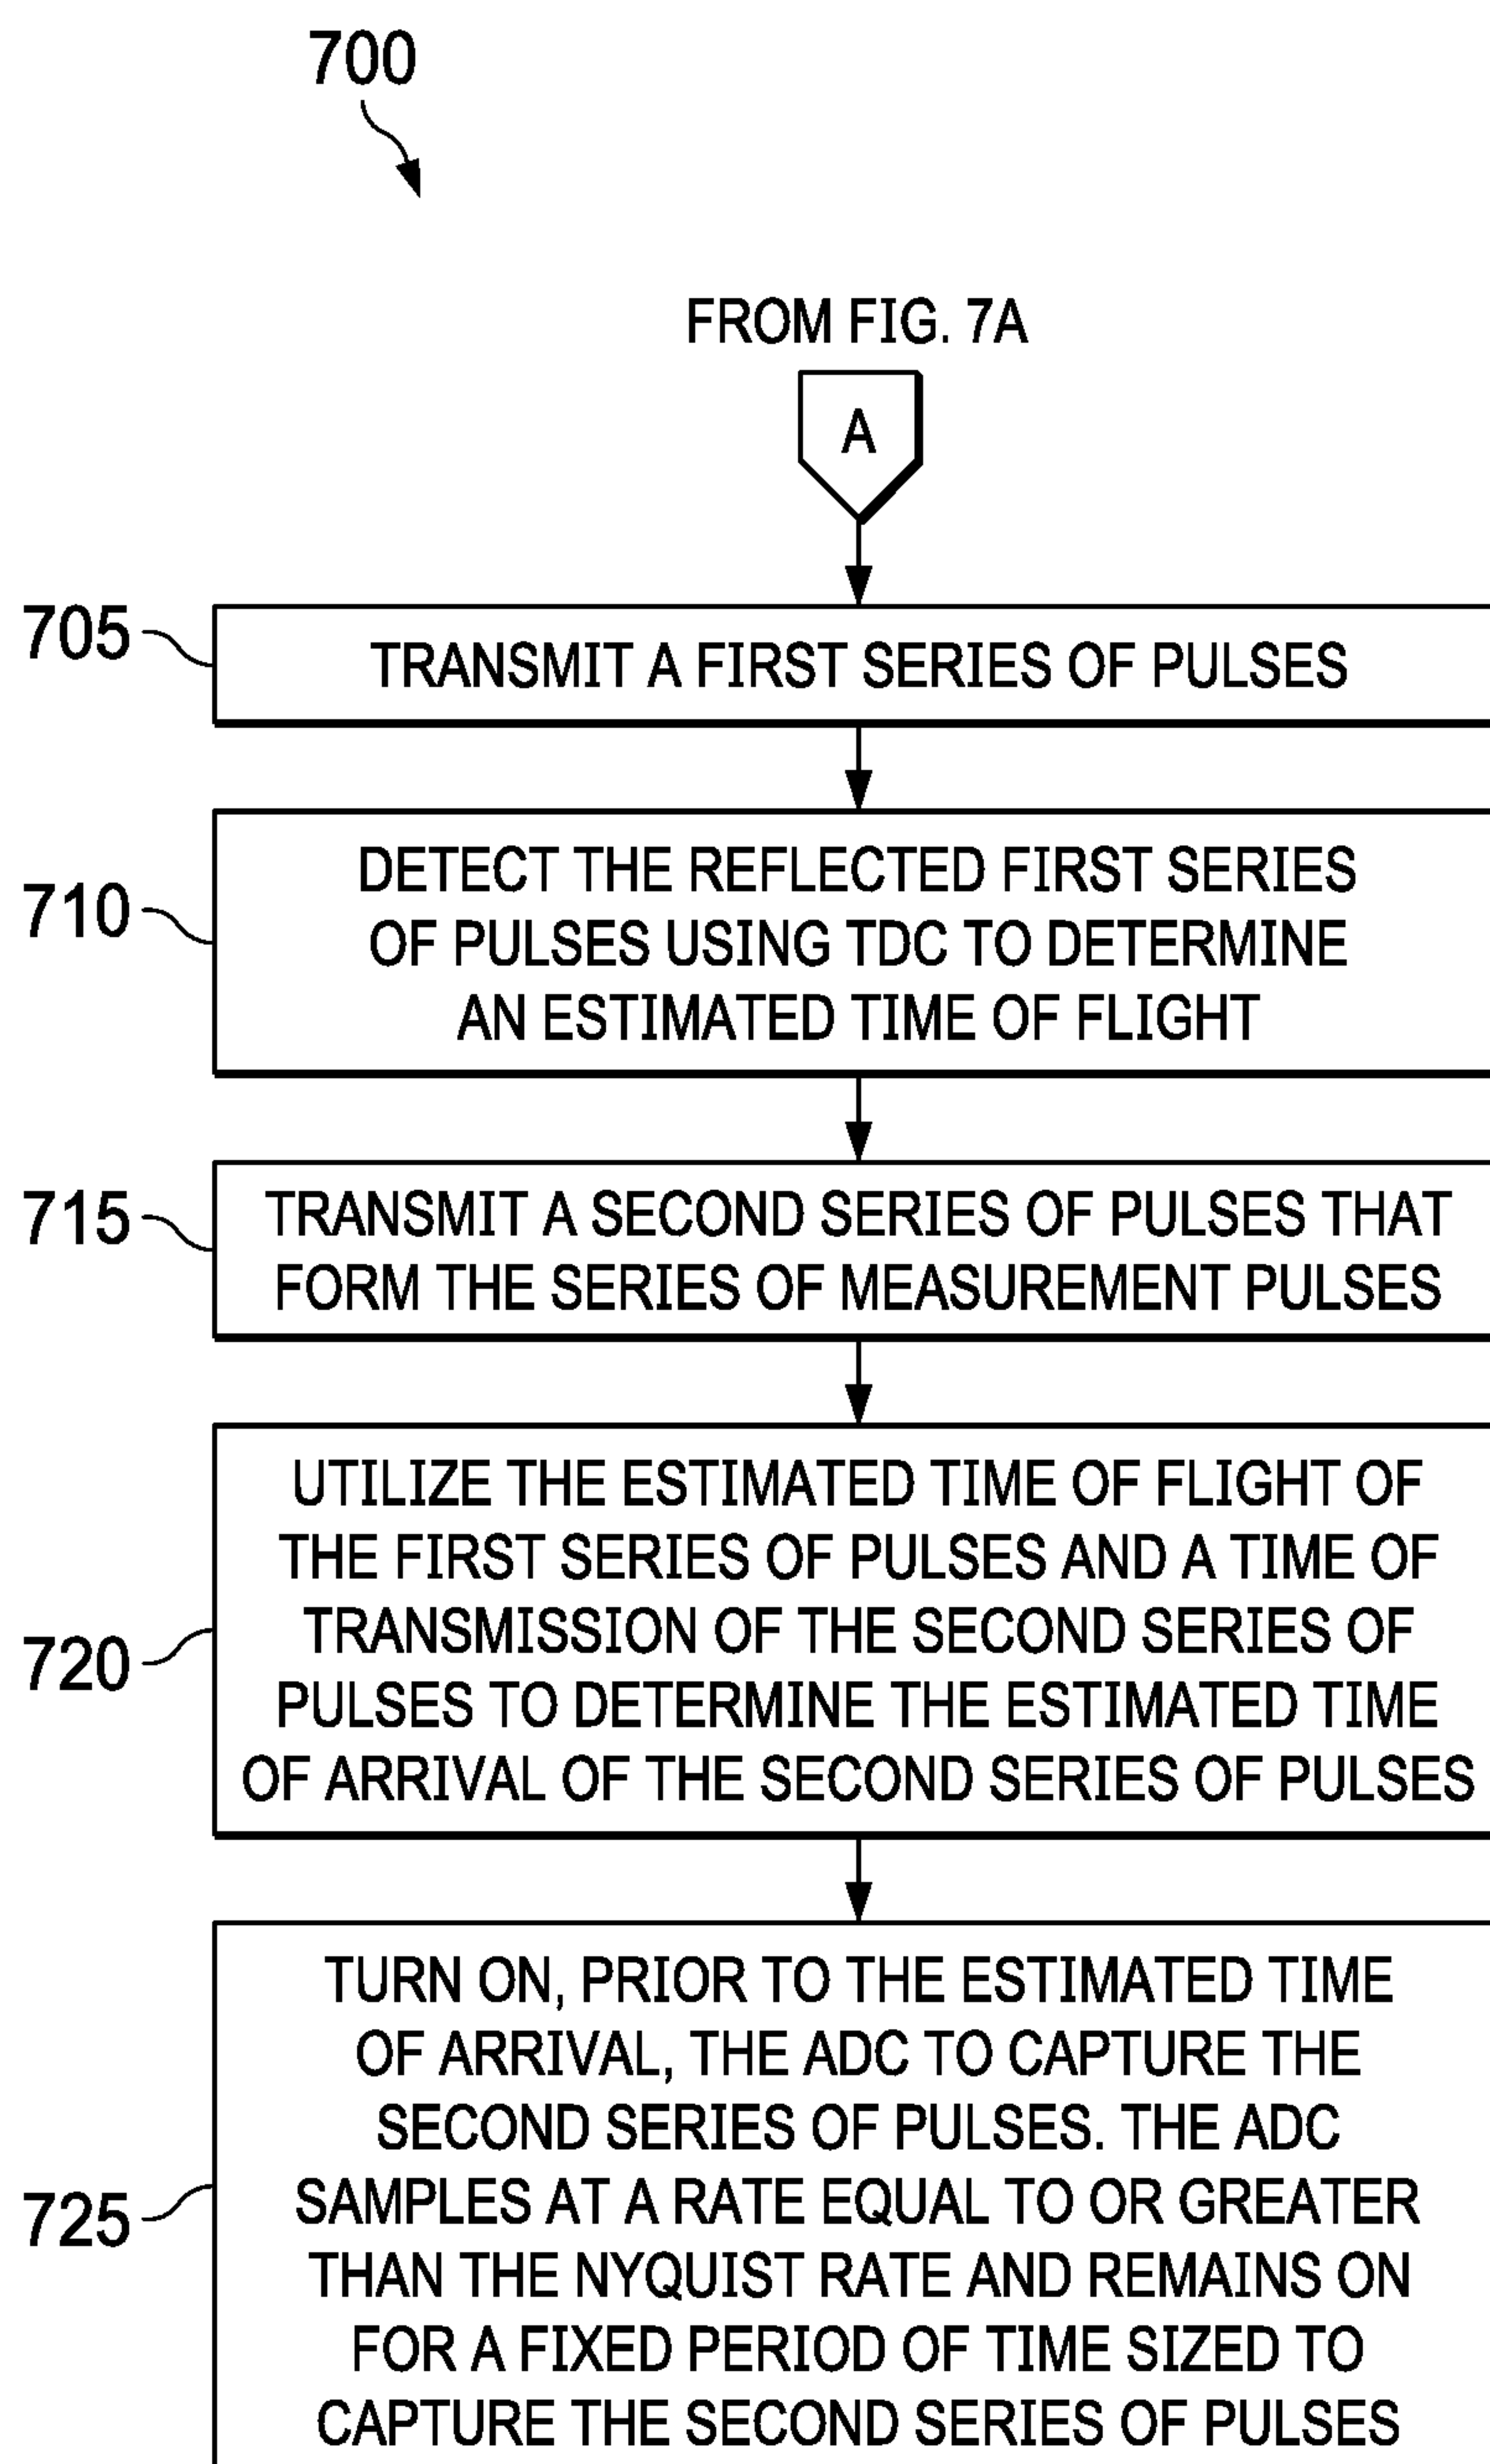 700
FROM FIG. 7A
A
705
TRANSMIT A FIRST SERIES OF PULSES
710
DETECT THE REFLECTED FIRST SERIES
OF PULSES USING TDC TO DETERMINE
AN ESTIMATED TIME OF FLIGHT
715
TRANSMIT A SECOND SERIES OF PULSES THAT
FORM THE SERIES OF MEASUREMENT PULSES
720
UTILIZE THE ESTIMATED TIME OF FLIGHT OF
THE FIRST SERIES OF PULSES AND A TIME OF
TRANSMISSION OF THE SECOND SERIES OF
PULSES TO DETERMINE THE ESTIMATED TIME
OF ARRIVAL OF THE SECOND SERIES OF PULSES
725
TURN ON, PRIOR TO THE ESTIMATED TIME
OF ARRIVAL, THE ADC TO CAPTURE THE
SECOND SERIES OF PULSES. THE ADC
SAMPLES AT A RATE EQUAL TO OR GREATER
THAN THE NYQUIST RATE AND REMAINS ON
FOR A FIXED PERIOD OF TIME SIZED TO
CAPTURE THE SECOND SERIES OF PULSES